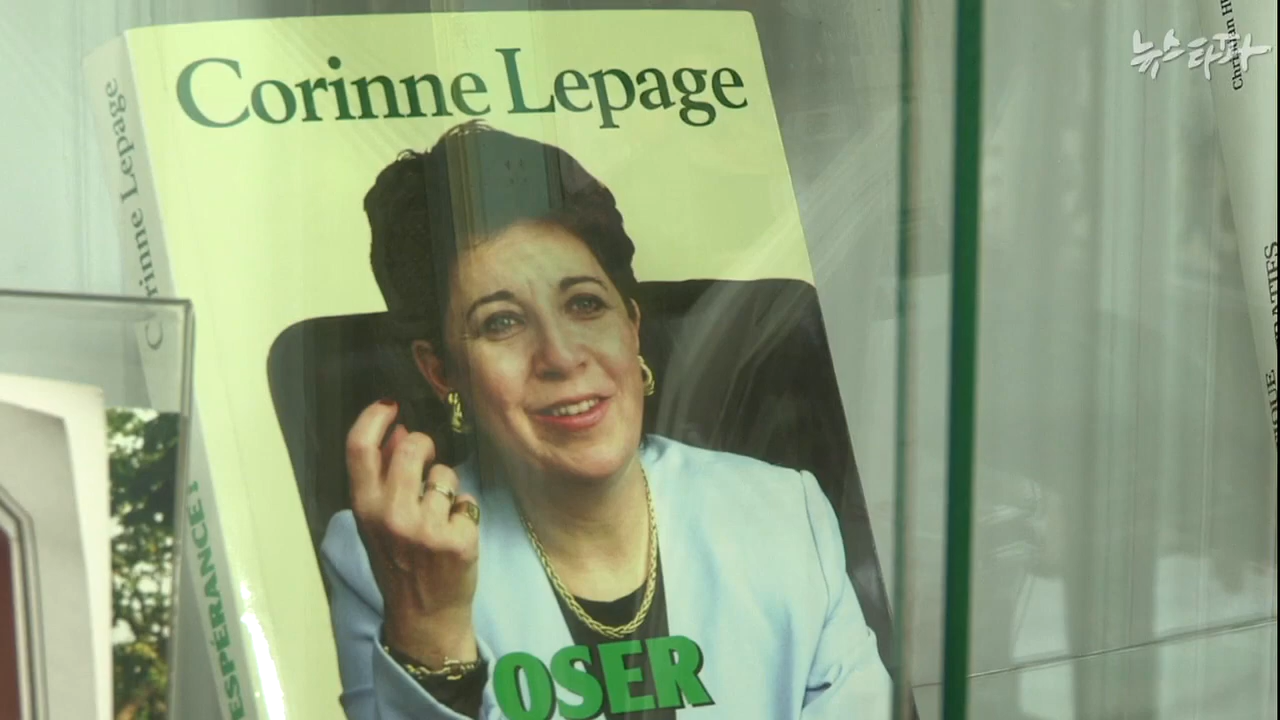 Corinne Lepage
Corinne Lepage
ESPÉRANCE !
OSER
뉴스타파